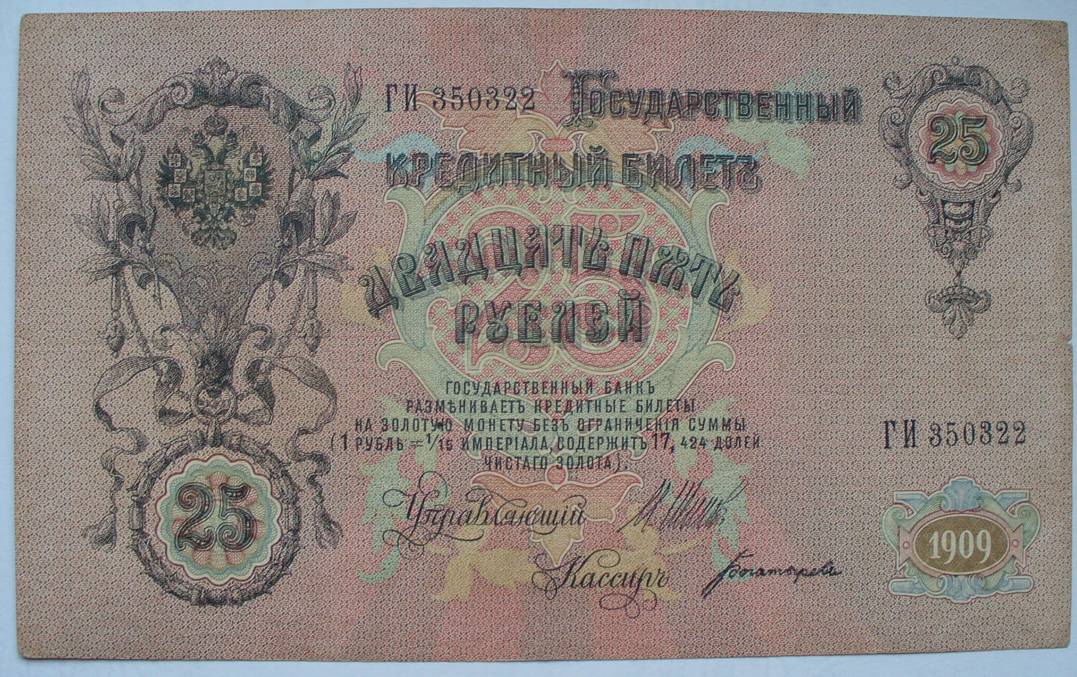 ГИ 350322
Государственный
25
КРЕДИТНЫЙ БИЛЕТЪ
ДВАДЦАТЬ ПЯТЬ
РУБЛЕЙ
ГОСУДАРСТВЕННЫЙ БАНКЪ
РАЗМѢНИВАЕТЪ КРЕДИТНЫЕ БИЛЕТЫ
НА ЗОЛОТУЮ МОНЕТУ БЕЗЪ ОГРАНИЧЕНІЯ СУММЫ
(1 РУБЛЬ = 1/15 ИМПЕРІАЛА, СОДЕРЖИТЪ 17, 424 ДОЛЕЙ
ЧИСТАГО ЗОЛОТА).
ГИ 350322
25
Управляющій
Кассиръ
1909